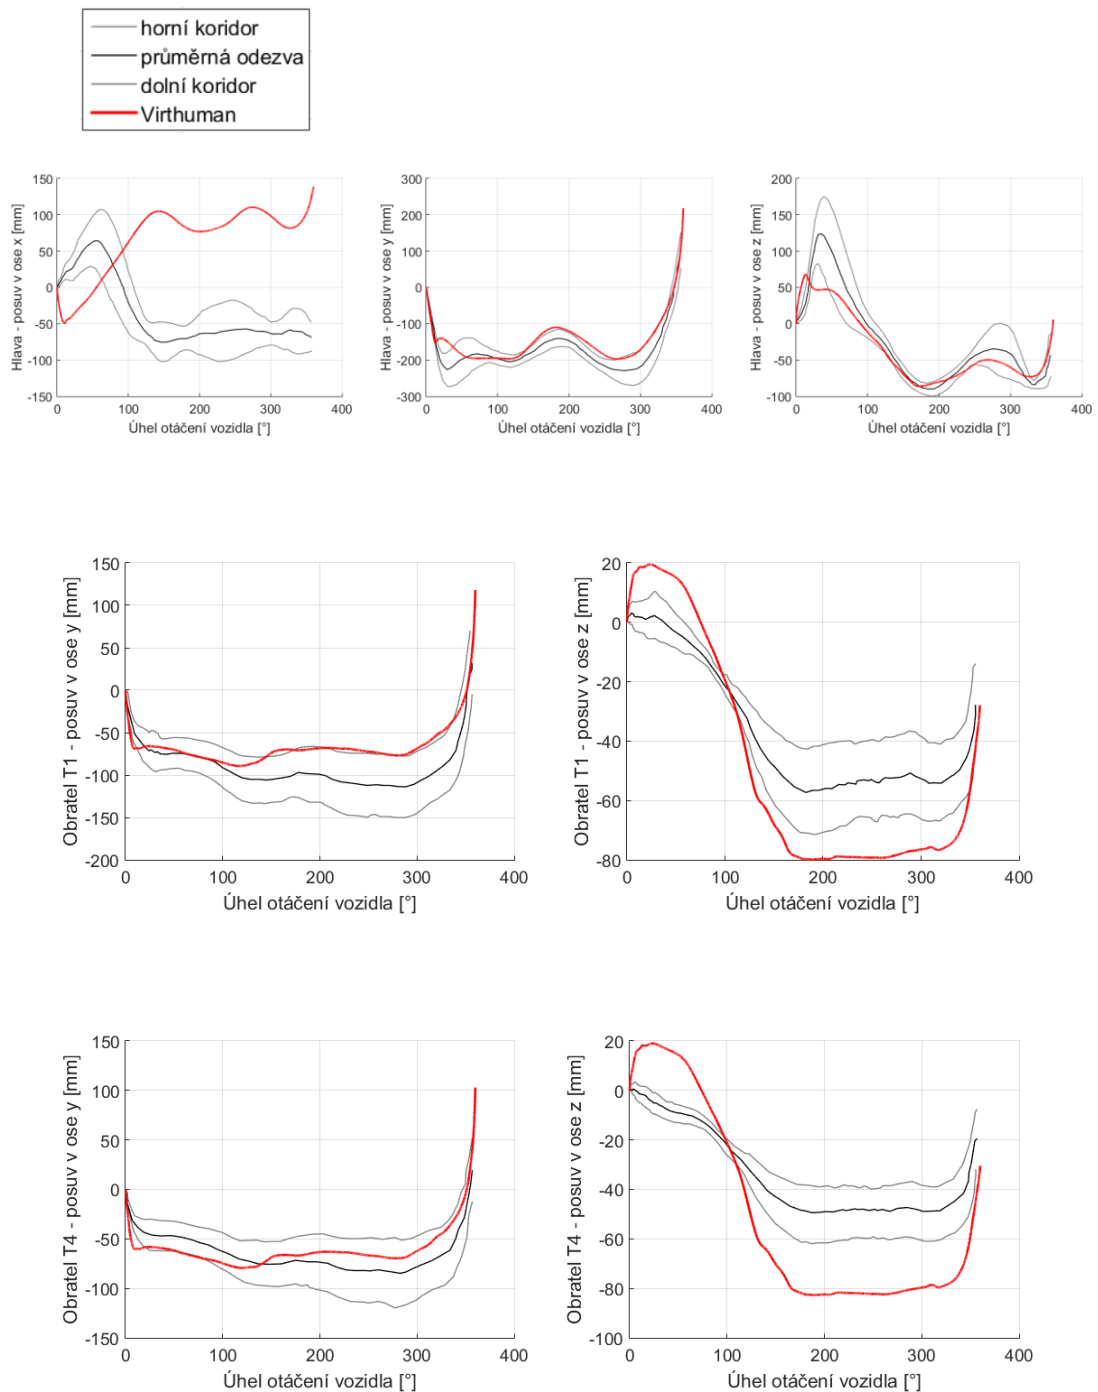 horní koridor
průměrná odezva
dolní koridor
Virthuman
Hlava - posuv v ose x [mm]
150
100
50
0
-50
-100
-150
0 100 200 300 400
Úhel otáčení vozidla [°]
Hlava - posuv v ose y [mm]
300
200
100
0
-100
-200
-300
0 100 200 300 400
Úhel otáčení vozidla [°]
Hlava - posuv v ose z [mm]
200
150
100
50
0
-50
-100
0 100 200 300 400
Úhel otáčení vozidla [°]
Obratel T1 - posuv v ose y [mm]
150
100
50
0
-50
-100
-150
-200
0 100 200 300 400
Úhel otáčení vozidla [°]
Obratel T1 - posuv v ose z [mm]
20
0
-20
-40
-60
-80
0 100 200 300 400
Úhel otáčení vozidla [°]
Obratel T4 - posuv v ose y [mm]
150
100
50
0
-50
-100
-150
0 100 200 300 400
Úhel otáčení vozidla [°]
Obratel T4 - posuv v ose z [mm]
20
0
-20
-40
-60
-80
-100
0 100 200 300 400
Úhel otáčení vozidla [°]